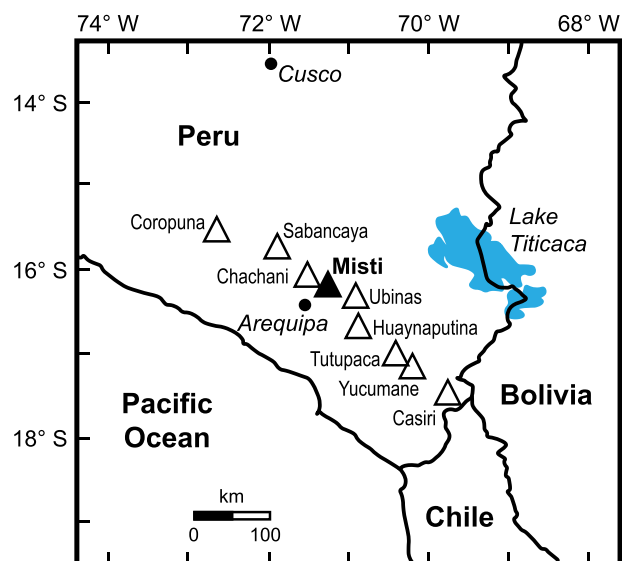 74° W
72° W
70° W
68° W
Cusco
14° S
Peru
Coropuna
Sabancaya
Lake
Titicaca
Chachani
Misti
16° S
Ubinas
Arequipa
Huaynaputina
Tutupaca
Yucumane
Casiri
Bolivia
Pacific
Ocean
18° S
km
0
100
Chile